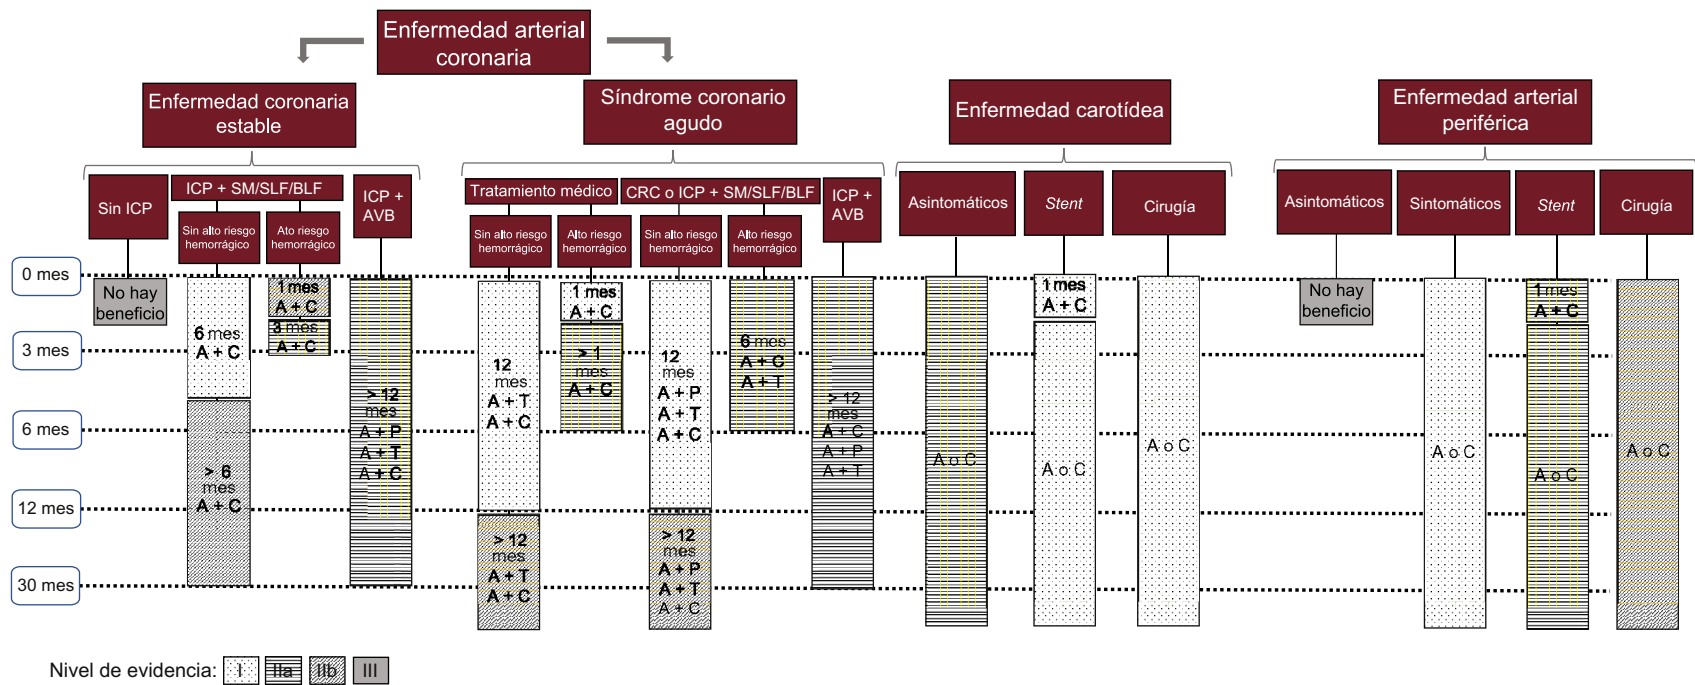 Enfermedad arterial
coronaria
Enfermedad coronaria
estable
Síndrome coronario
agudo
Enfermedad carotídea
Enfermedad arterial
periférica
Sin ICP
ICP + SM/SLF/BLF
Sin alto riesgo
hemorrágico
Ato riesgo
hemorrágico
ICP +
AVB
Tratamiento médico
Sin alto riesgo
hemorrágico
Alto riesgo
hemorrágico
CRC o ICP + SM/SLF/BLF
Sin alto riesgo
hemorrágico
Alto riesgo
hemorrágico
ICP +
AVB
Asintomáticos
Stent
Cirugía
Asintomáticos
Sintomáticos
Stent
Cirugía
0 mes
3 mes
6 mes
12 mes
30 mes
No hay
beneficio
6 mes
A + C
> 6
mes
A + C
1 mes
A + C
3 mes
A + C
> 12
mes
A + P
A + T
A + C
12
mes
A + T
A + C
> 12
mes
A + T
A + C
1 mes
A + C
> 1
mes
A + C
12
mes
A + P
A + T
A + C
> 12
mes
A + P
A + T
A + C
6 mes
A + C
A + T
> 12
mes
A + C
A + P
A + T
A o C
1 mes
A + C
A o C
A o C
No hay
beneficio
A o C
1 mes
A + C
A o C
A o C
Nivel de evidencia: I IIa IIb III